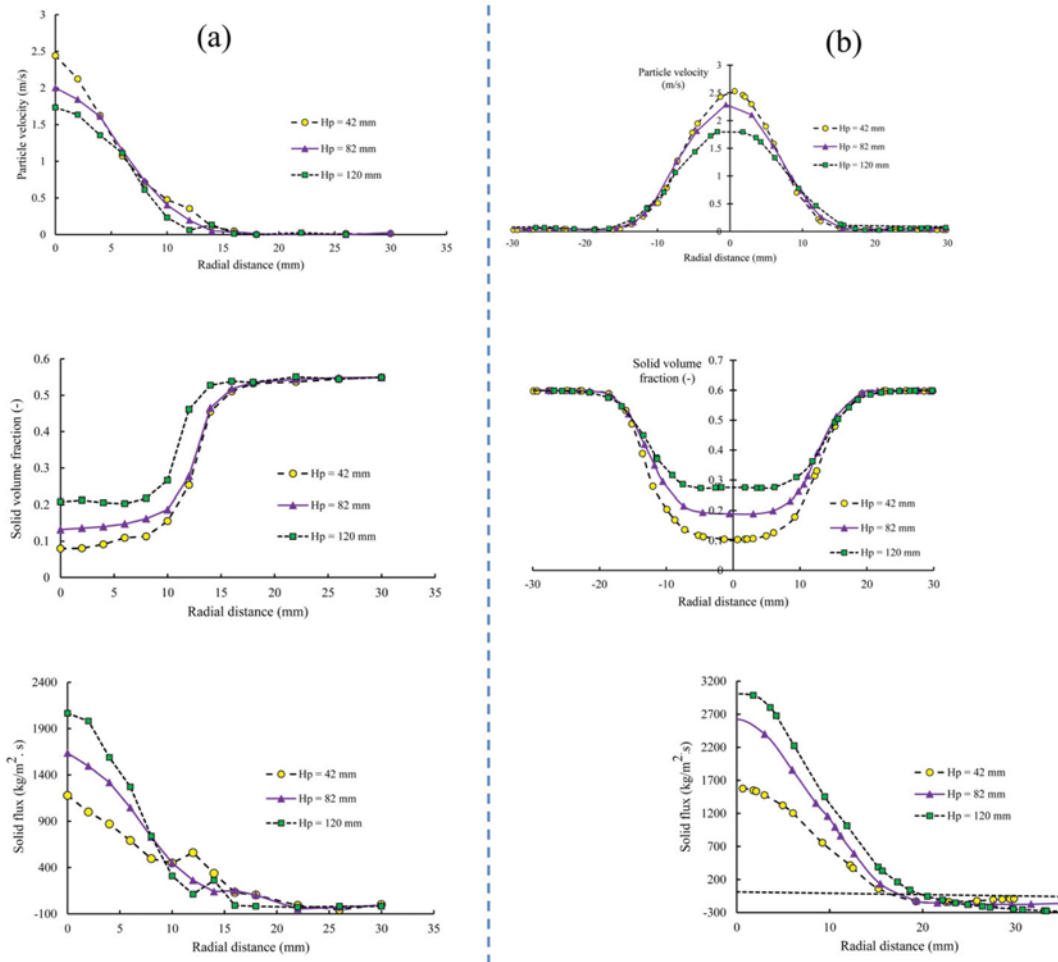 (a)
3
2.5
2
1.5
1
0.5
0
Particle velocity (m/s)
0 5 10 15 20 25 30 35
Radial distance (mm)
Hp = 42 mm
Hp = 82 mm
Hp = 120 mm
0.6
0.5
0.4
0.3
0.2
0.1
0
Solid volume fraction (-)
0 5 10 15 20 25 30 35
Radial distance (mm)
Hp = 42 mm
Hp = 82 mm
Hp = 120 mm
2400
1900
1400
900
400
-100
Solid flux (kg/m². s)
0 5 10 15 20 25 30 35
Radial distance (mm)
Hp = 42 mm
Hp = 82 mm
Hp = 120 mm
(b)
Particle velocity
(m/s)
3
2.5
2
1.5
1
0.5
0
-30 -20 -10 0 10 20 30
Radial distance (mm)
Hp = 42 mm
Hp = 82 mm
Hp = 120 mm
Solid volume
fraction (-)
0.7
0.6
0.5
0.4
0.3
0.2
0.1
0
-30 -20 -10 0 10 20 30
Radial distance (mm)
Hp = 42 mm
Hp = 82 mm
Hp = 120 mm
3200
2700
2200
1700
1200
700
200
-300
Solid flux (kg/m². s)
0 10 20 30
Radial distance (mm)
Hp = 42 mm
Hp = 82 mm
Hp = 120 mm